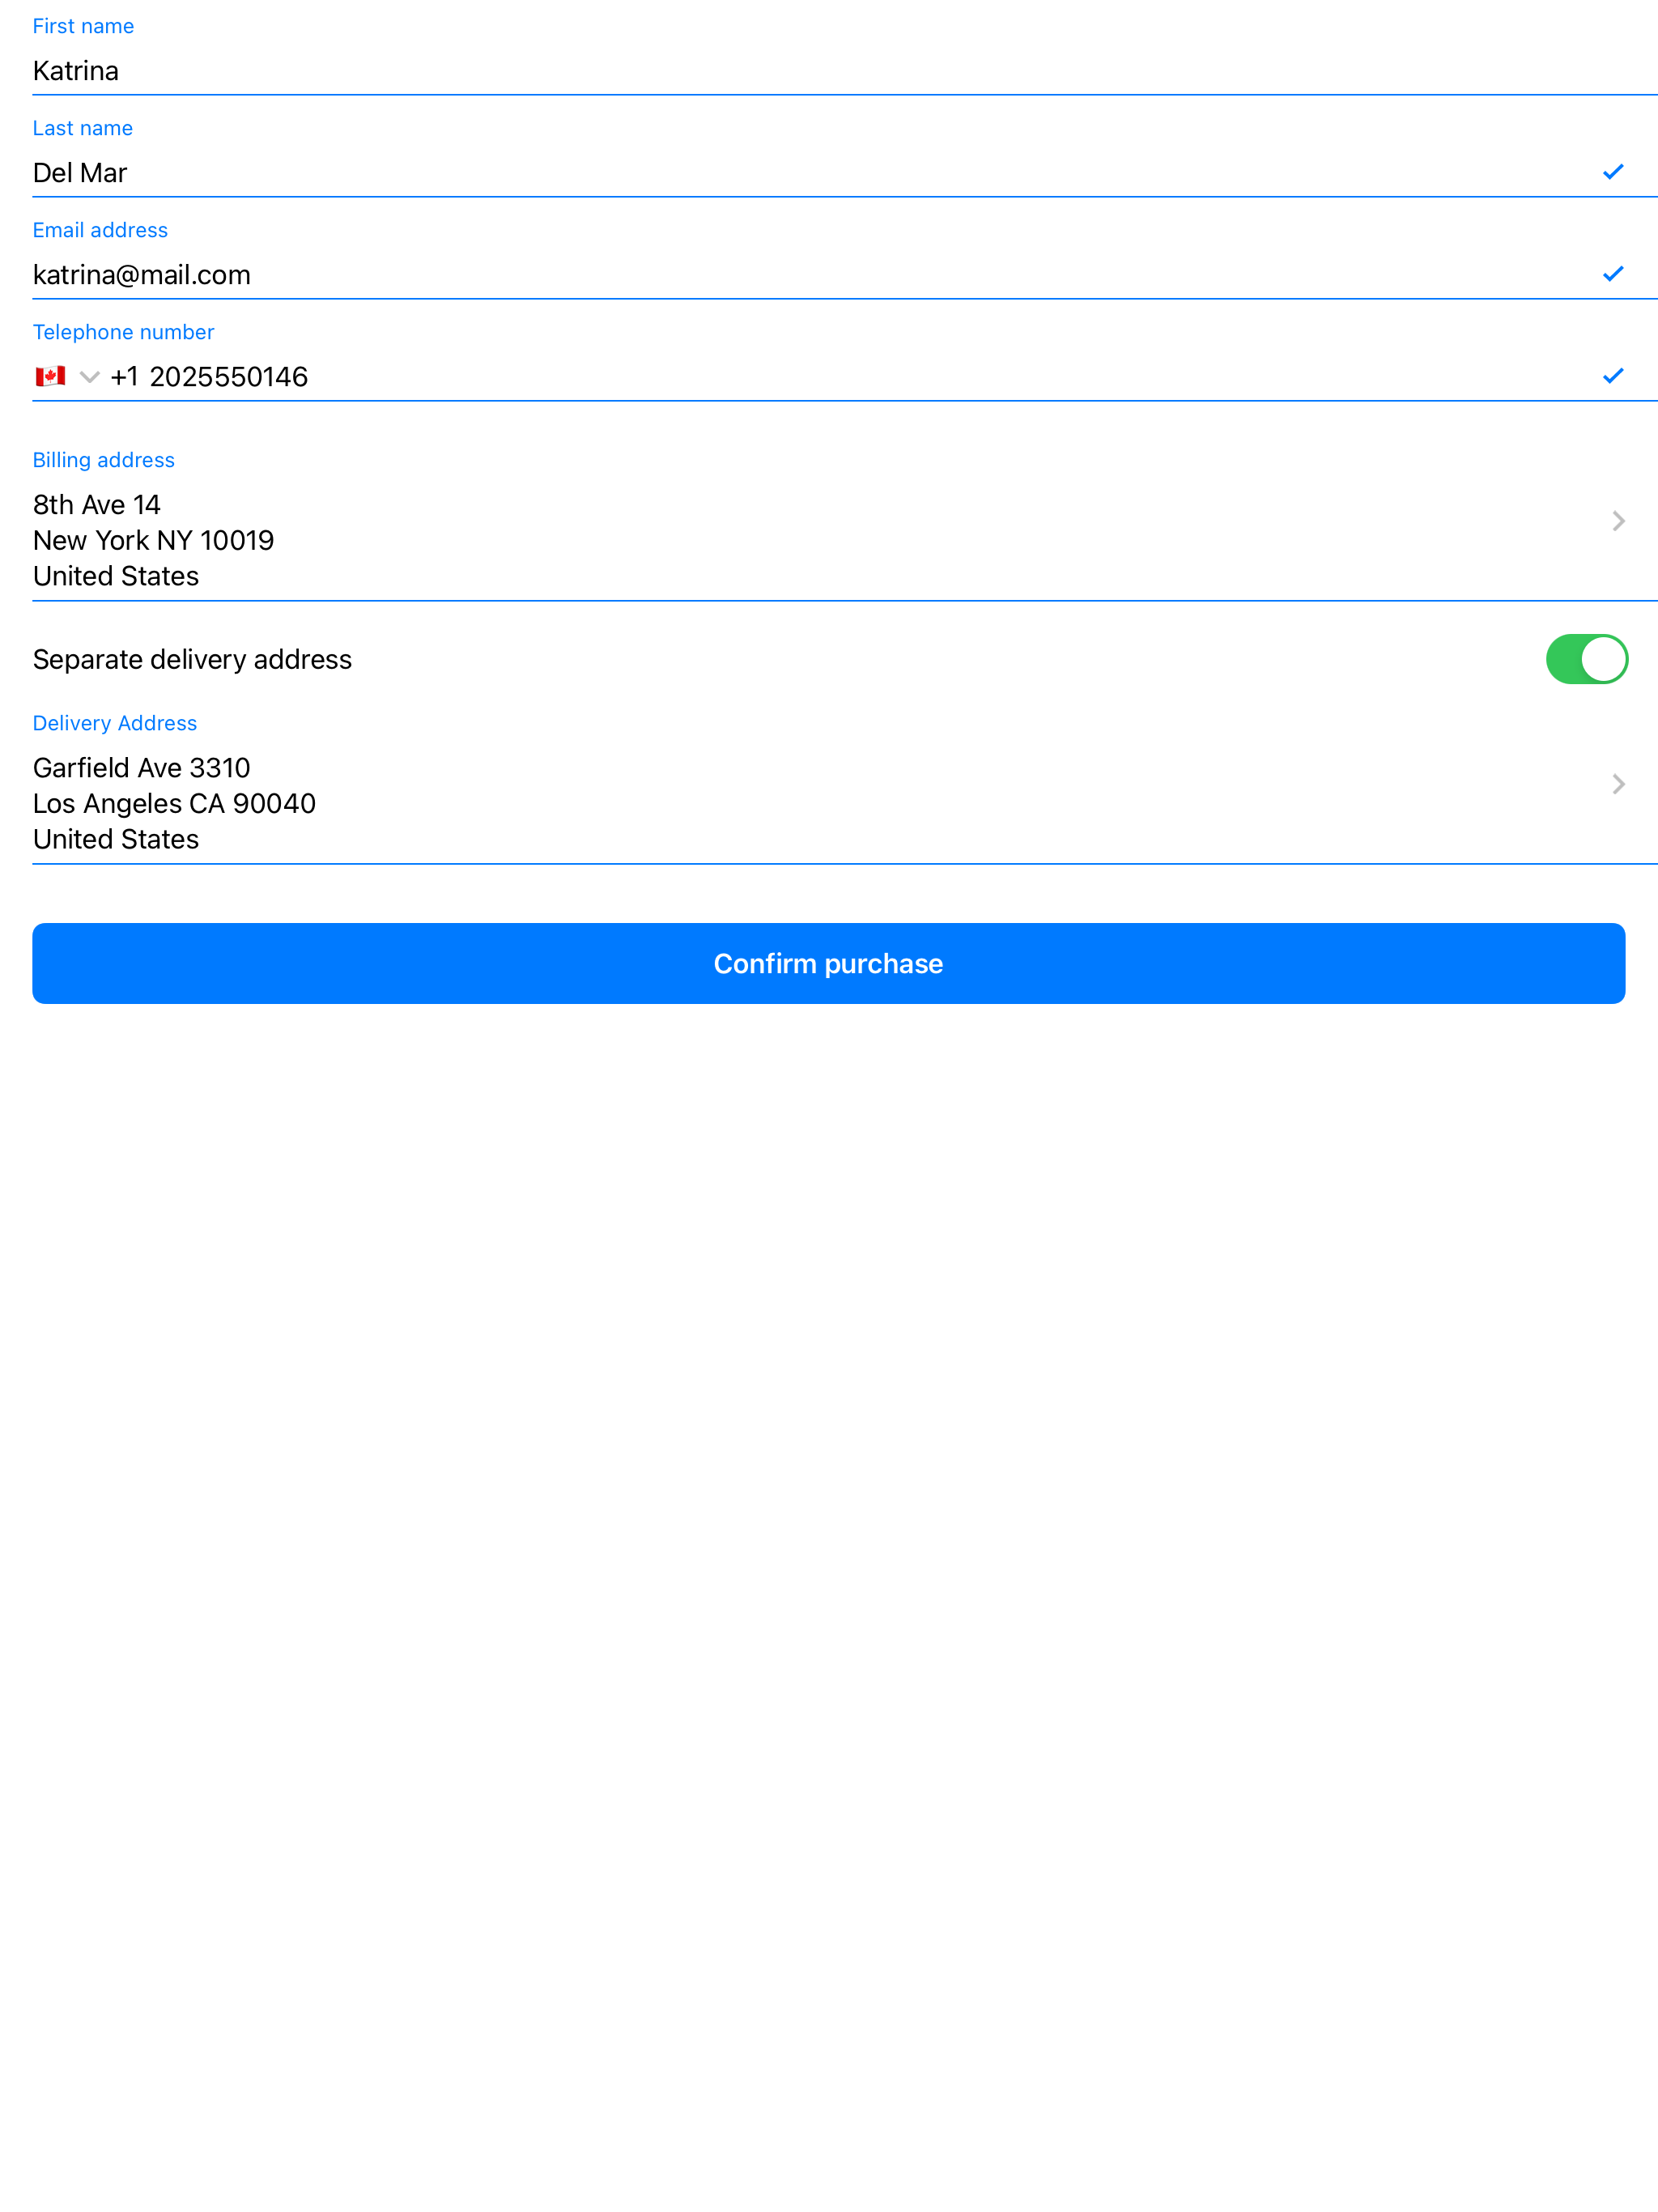 First name
Katrina
Last name
Del Mar
Email address
katrina@mail.com
Telephone number
+1 2025550146
Billing address
8th Ave 14
New York NY 10019
United States
Separate delivery address
Delivery Address
Garfield Ave 3310
Los Angeles CA 90040
United States
Confirm purchase